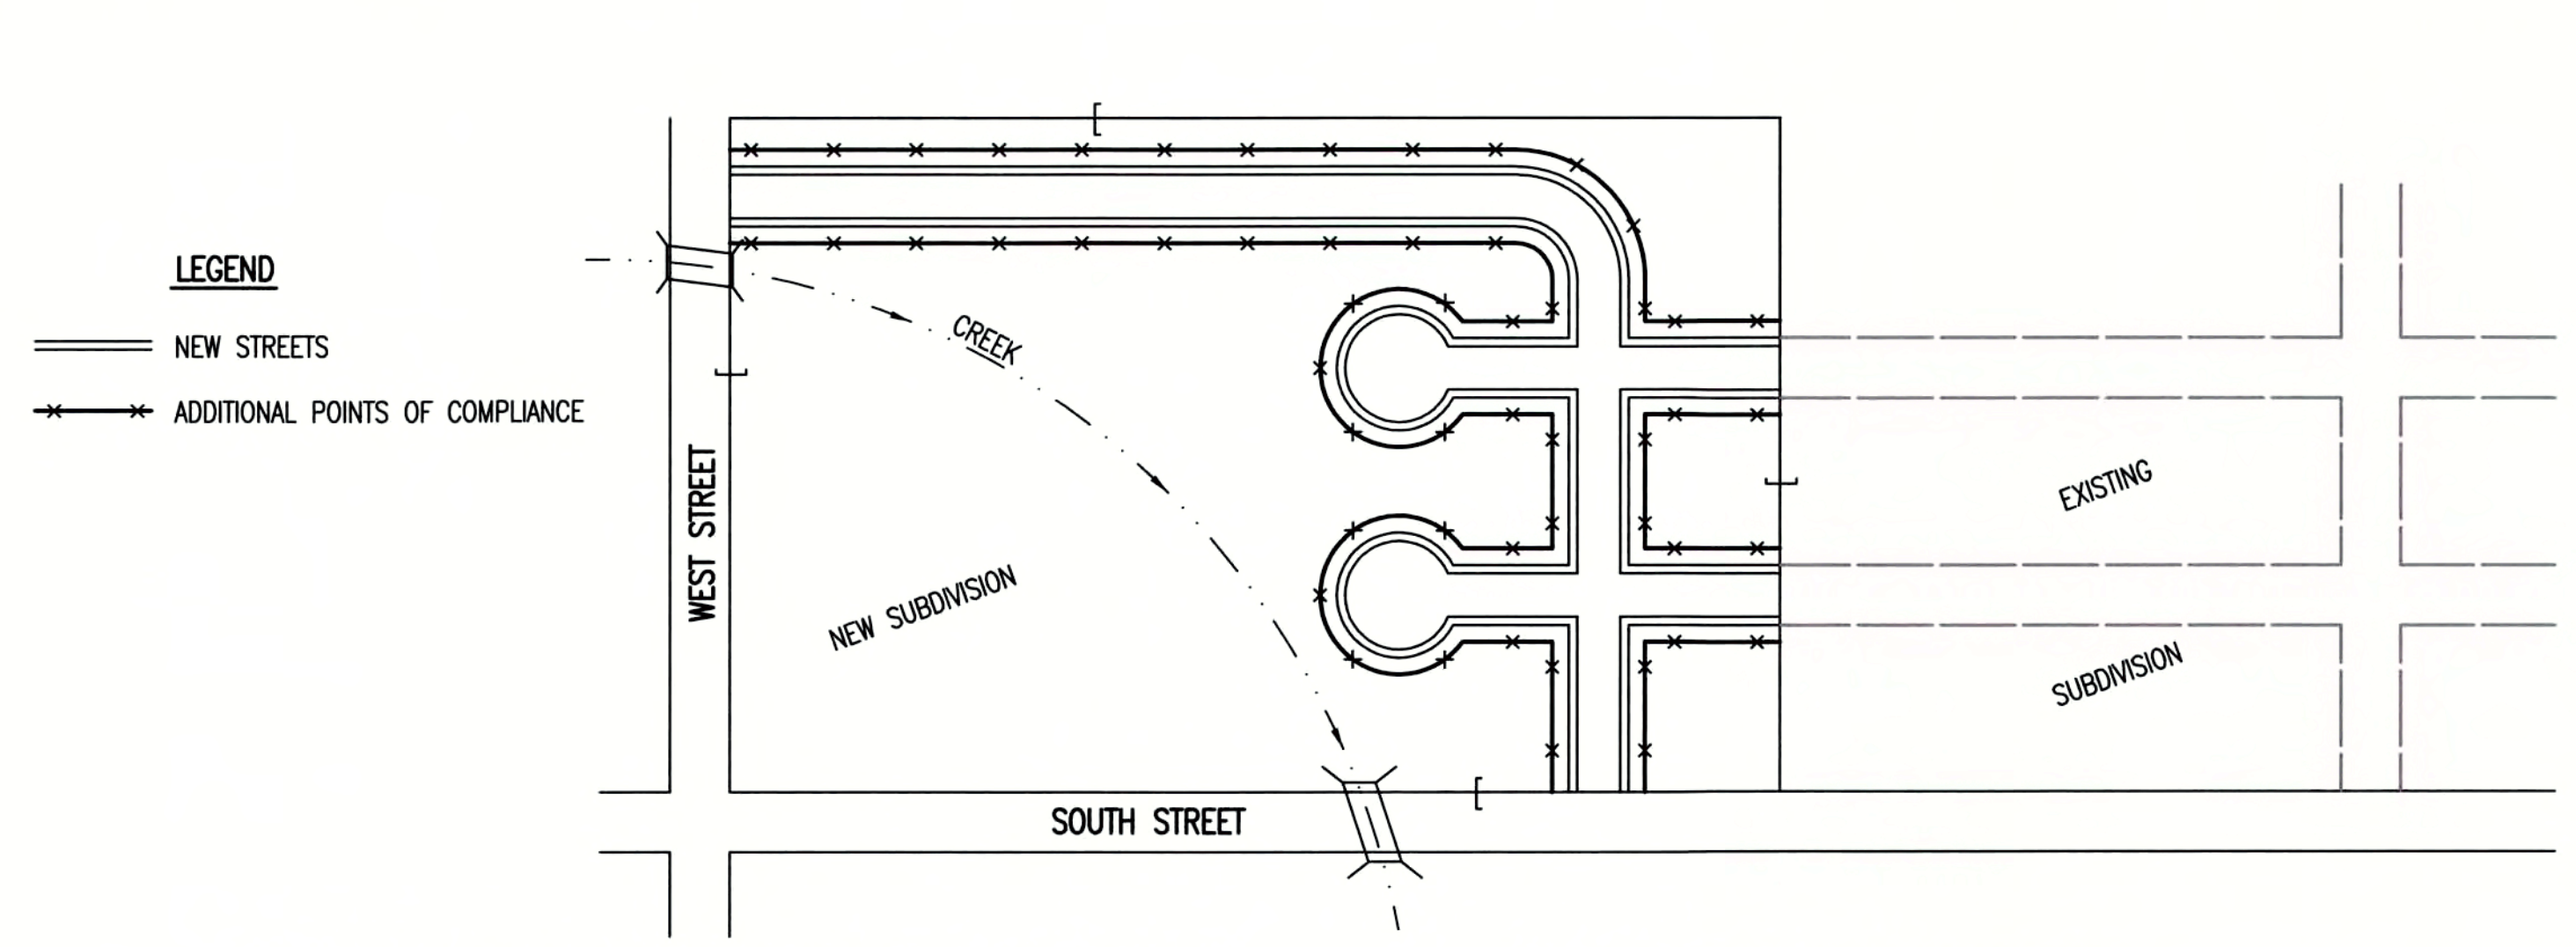 LEGEND
NEW STREETS
ADDITIONAL POINTS OF COMPLIANCE
CREEK
WEST STREET
NEW SUBDIVISION
SOUTH STREET
EXISTING
SUBDIVISION